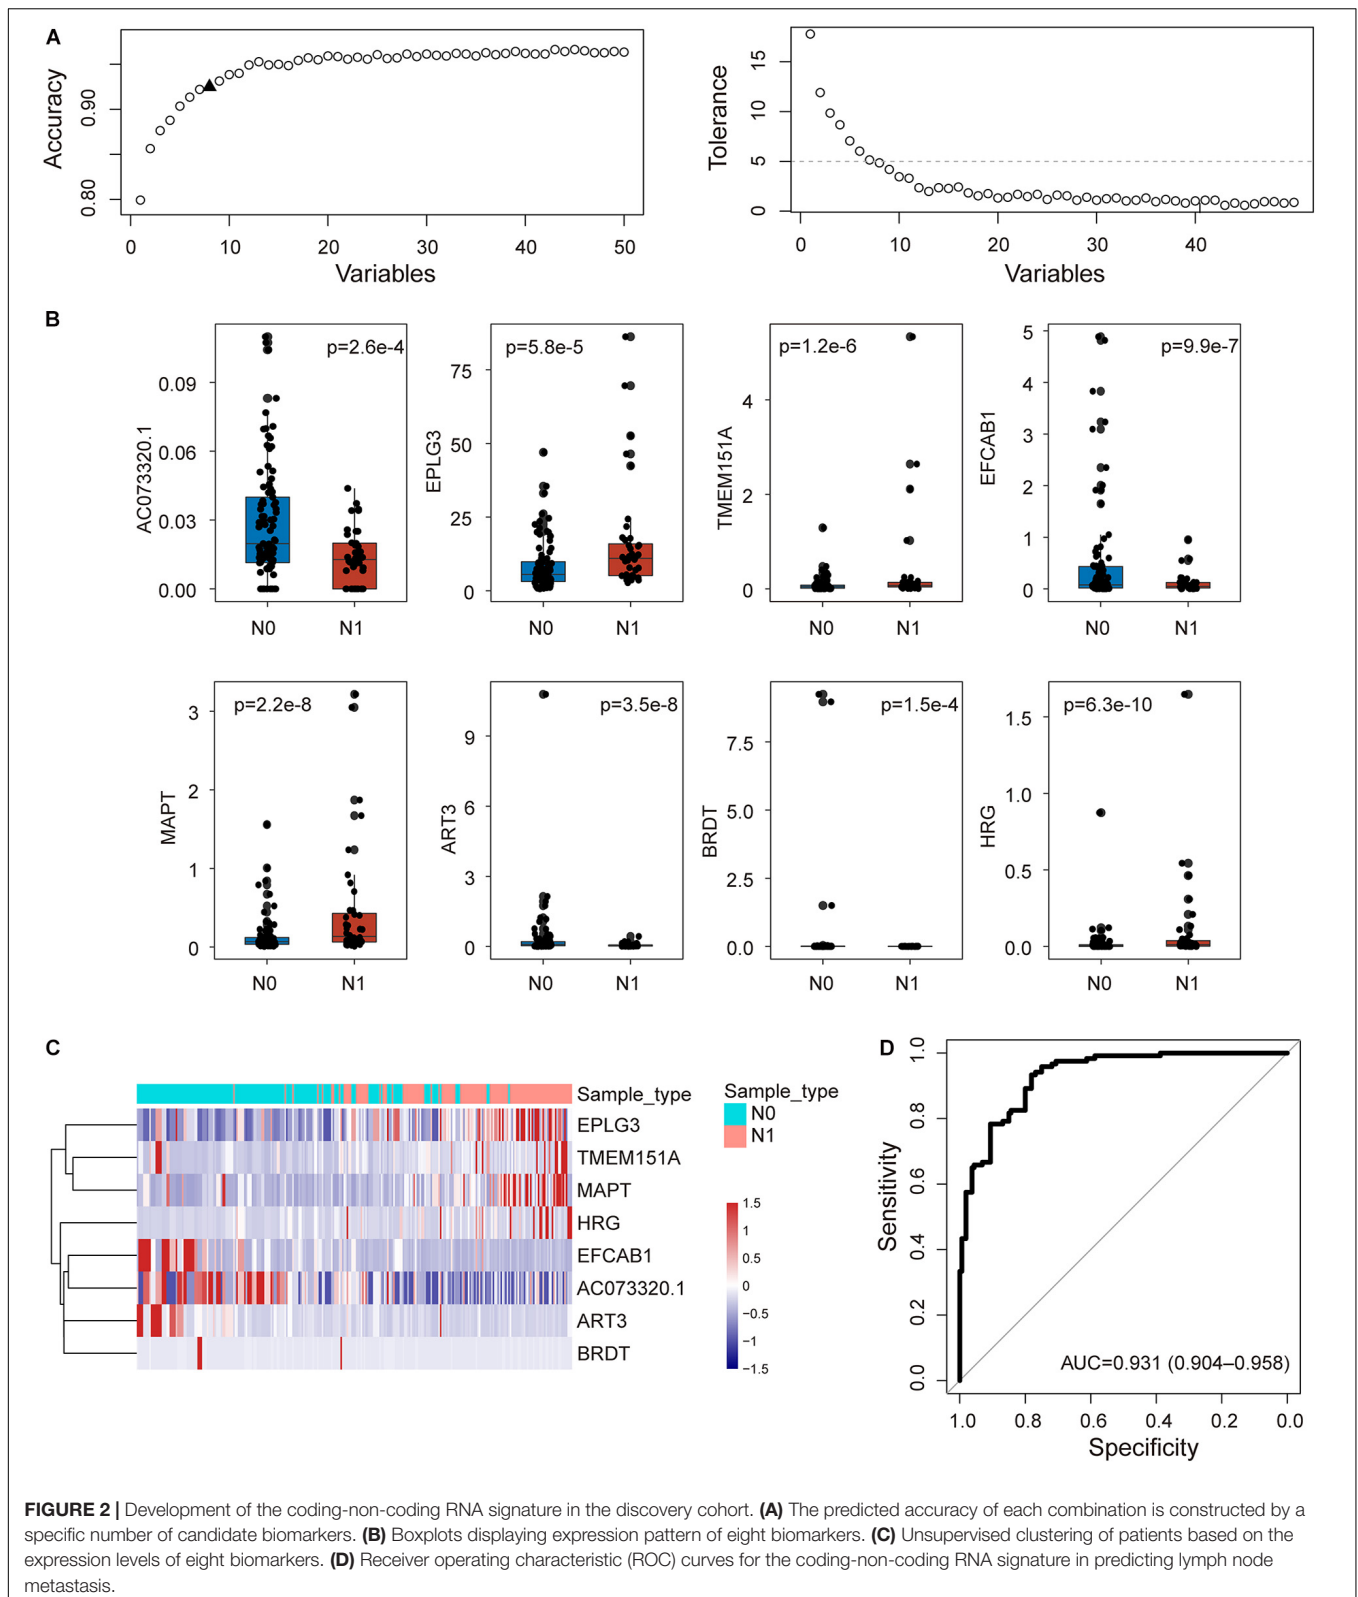 A
Accuracy
0.80
0.90
0
10
20
30
40
50
Variables
Tolerance
0
5
10
15
0
10
20
30
40
Variables
B
AC073320.1
0.09
0.06
0.03
0.00
p=2.6e-4
N0
N1
EPLG3
75
50
25
0
p=5.8e-5
N0
N1
TMEM151A
4
2
0
p=1.2e-6
N0
N1
EFCAB1
5
4
3
2
1
0
p=9.9e-7
N0
N1
MAPT
3
2
1
0
p=2.2e-8
N0
N1
ART3
9
6
3
0
p=3.5e-8
N0
N1
BRDT
7.5
5.0
2.5
0.0
p=1.5e-4
N0
N1
HRG
1.5
1.0
0.5
0.0
p=6.3e-10
N0
N1
C
Sample_type
EPLG3
TMEM151A
MAPT
HRG
EFCAB1
AC073320.1
ART3
BRDT
Sample_type
N0
N1
1.5
1
0.5
0
−0.5
−1
−1.5
D
Sensitivity
1.0
0.8
0.6
0.4
0.2
0.0
AUC=0.931 (0.904–0.958)
1.0
0.8
0.6
0.4
0.2
0.0
Specificity
FIGURE 2 | Development of the coding-non-coding RNA signature in the discovery cohort. (A) The predicted accuracy of each combination is constructed by a
specific number of candidate biomarkers. (B) Boxplots displaying expression pattern of eight biomarkers. (C) Unsupervised clustering of patients based on the
expression levels of eight biomarkers. (D) Receiver operating characteristic (ROC) curves for the coding-non-coding RNA signature in predicting lymph node
metastasis.